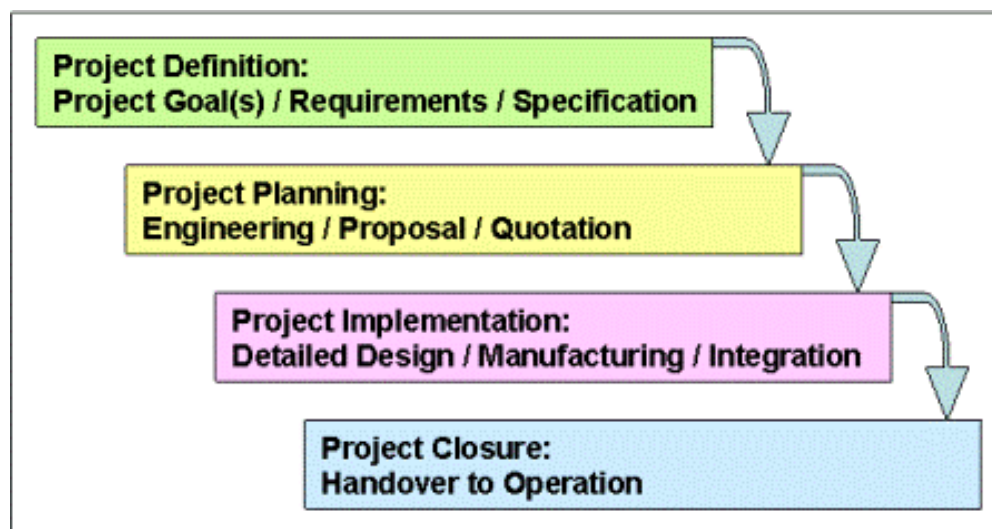 Project Definition:
Project Goal(s) / Requirements / Specification
Project Planning:
Engineering / Proposal / Quotation
Project Implementation:
Detailed Design / Manufacturing / Integration
Project Closure:
Handover to Operation